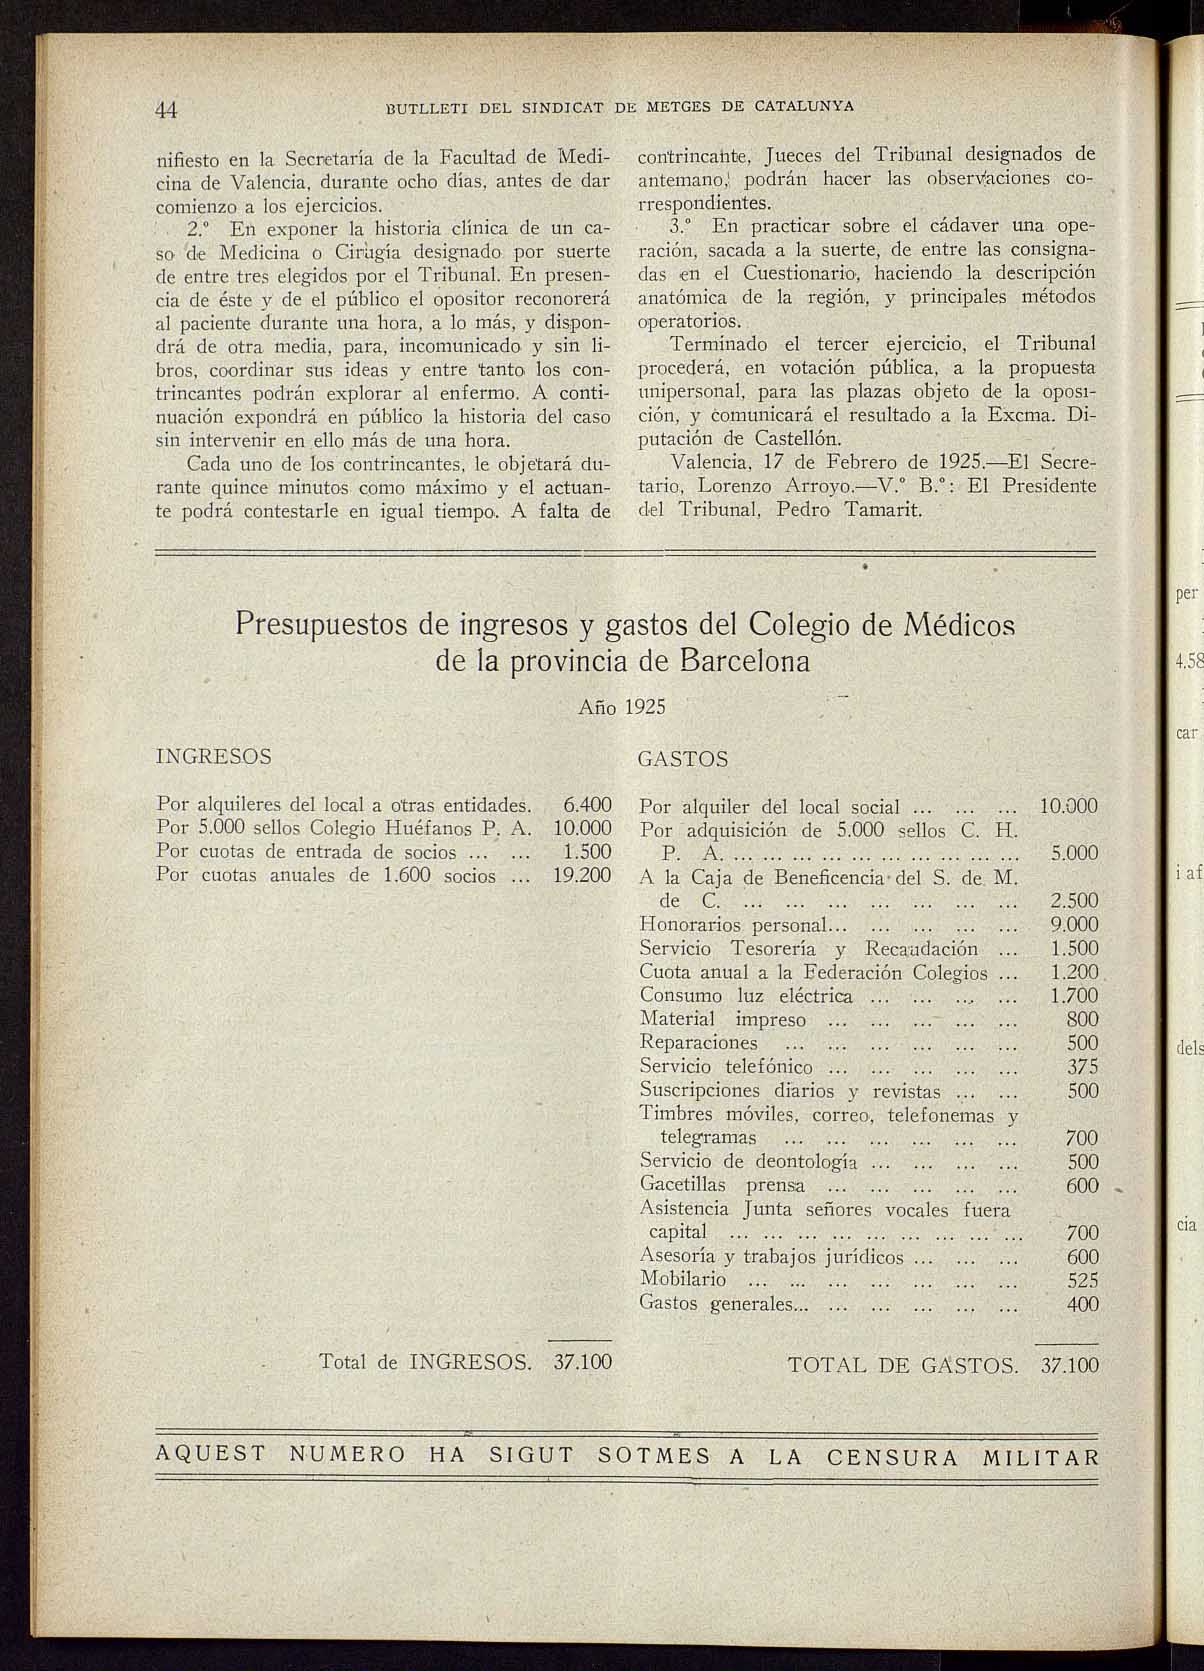 44
BUTLLETI DEL SINDICAT DE METGES DE CATALUNYA
nifiesto en la Secretaría de la Facultad de Medi-
cina de Valencia, durante ocho días, antes de dar
comienzo a los ejercicios.
2.º En exponer la historia clínica de un ca-
so de Medicina o Cirugía designado por suerte
de entre tres elegidos por el Tribunal. En presen-
cia de éste y de el público el opositor reconorerá
al paciente durante una hora, a lo más, y dispon-
drá de otra media, para, incomunicado y sin li-
bros, coordinar sus ideas y entre tanto los con-
trincantes podrán explorar al enfermo. A conti-
nuación expondrá en público la historia del caso
sin intervenir en ello más de una hora.
Cada uno de los contrincantes, le objetará du-
rante quince minutos como máximo y el actuan-
te podrá contestarle en igual tiempo. A falta de
contrincante, Jueces del Tribunal designados de
antemano, podrán hacer las observaciones co-
rrespondientes.
3.º En practicar sobre el cádaver una ope-
ración, sacada a la suerte, de entre las consigna-
das en el Cuestionario, haciendo la descripción
anatómica de la región, y principales métodos
operatorios.
Terminado el tercer ejercicio, el Tribunal
procederá, en votación pública, a la propuesta
unipersonal, para las plazas objeto de la oposi-
ción, y comunicará el resultado a la Excma. Di-
putación de Castellón.
Valencia, 17 de Febrero de 1925.—El Secre-
tario, Lorenzo Arroyo.—V.º B.º: El Presidente
del Tribunal, Pedro Tamarit.
Presupuestos de ingresos y gastos del Colegio de Médicos
de la provincia de Barcelona
Año 1925
INGRESOS
Por alquileres del local a otras entidades. 6.400
Por 5.000 sellos Colegio Huéfanos P. A. 10.000
Por cuotas de entrada de socios ... ... 1.500
Por cuotas anuales de 1.600 socios ... 19.200
Total de INGRESOS. 37.100
GASTOS
Por alquiler del local social ... ... ... 10.000
Por adquisición de 5.000 sellos C. H.
P. A. ... ... ... ... ... ... ... ... ... ... 5.000
A la Caja de Beneficencia del S. de M.
de C. ... ... ... ... ... ... ... 2.500
Honorarios personal... ... ... ... ... 9.000
Servicio Tesorería y Recaudación ... 1.500
Cuota anual a la Federación Colegios ... 1.200
Consumo luz eléctrica ... ... ... ... 1.700
Material impreso ... ... ... ... ... 800
Reparaciones ... ... ... ... ... ... 500
Servicio telefónico ... ... ... ... ... 375
Suscripciones diarios y revistas ... ... 500
Timbres móviles, correo, telefonemas y
telegramas ... ... ... ... ... ... 700
Servicio de deontología ... ... ... ... 500
Gacetillas prensa ... ... ... ... ... 600
Asistencia Junta señores vocales fuera
capital ... ... ... ... ... ... ... ... ... 700
Asesoría y trabajos jurídicos ... ... ... 600
Mobilario ... ... ... ... ... ... ... 525
Gastos generales... ... ... ... ... ... 400
TOTAL DE GASTOS. 37.100
AQUEST NUMERO HA SIGUT SOTMES A LA CENSURA MILITAR
per
4.58
car
i af
dels
cia